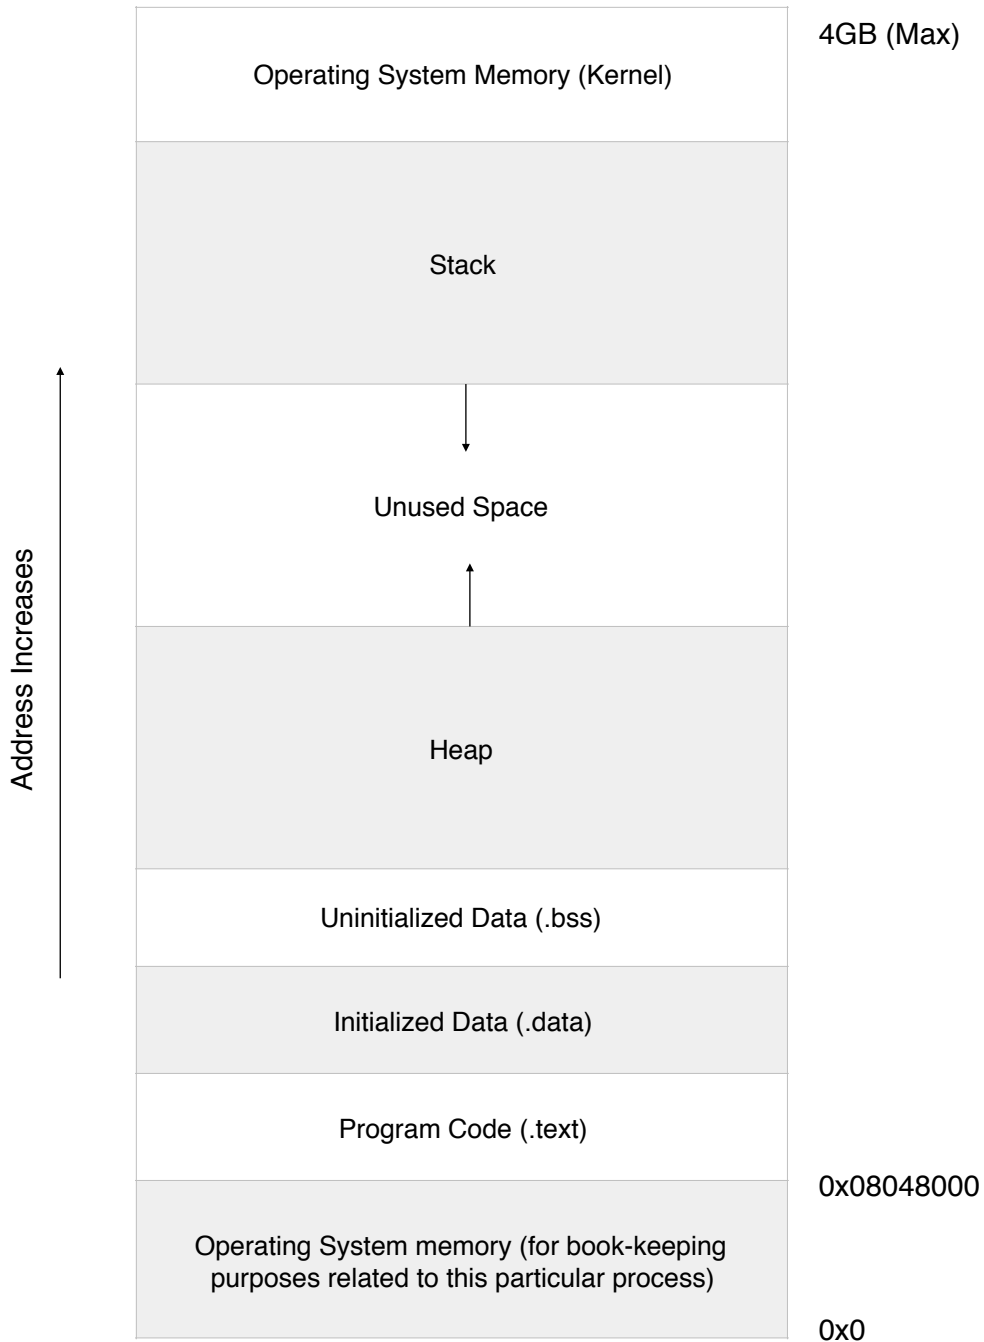 4GB (Max)
Operating System Memory (Kernel)
Stack
Unused Space
Address Increases
Heap
Uninitialized Data (.bss)
Initialized Data (.data)
Program Code (.text)
0x08048000
Operating System memory (for book-keeping
purposes related to this particular process)
0x0